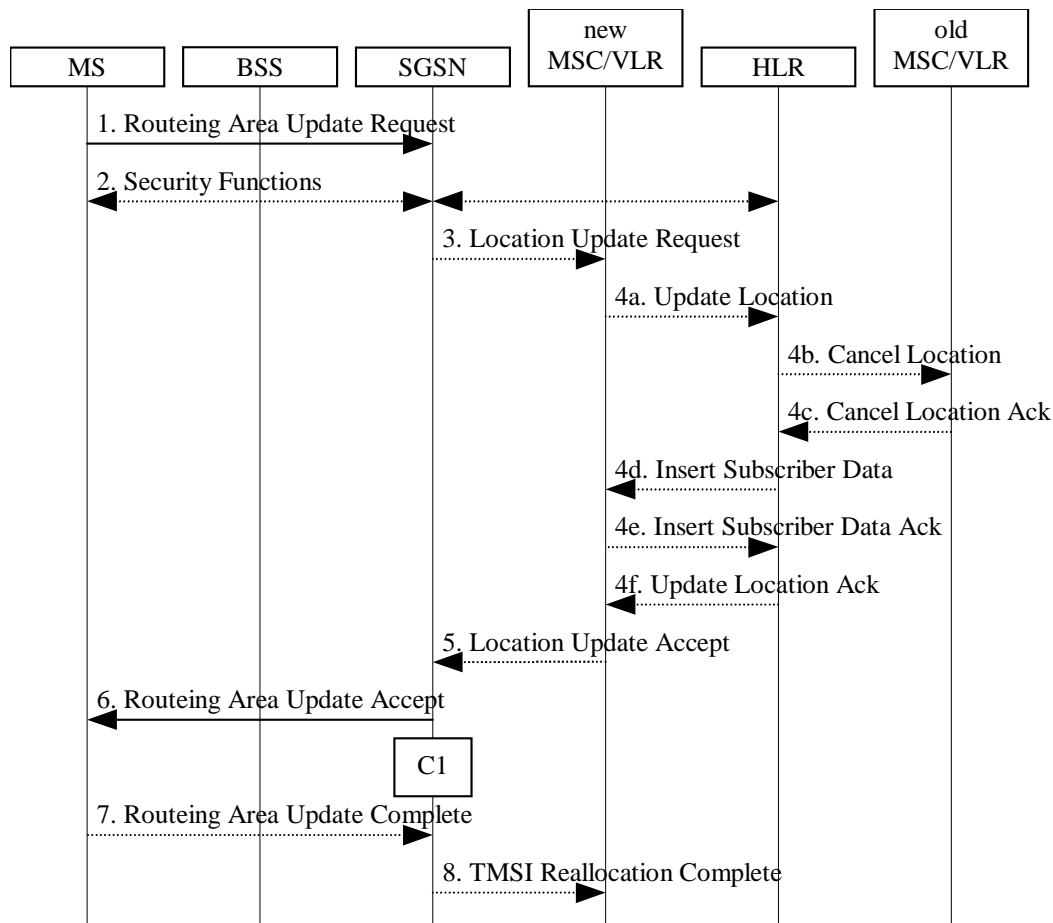 new
MSC/VLR
old
MSC/VLR
MS
BSS
SGSN
HLR
1. Routeing Area Update Request
2. Security Functions
3. Location Update Request
4a. Update Location
4b. Cancel Location
4c. Cancel Location Ack
4d. Insert Subscriber Data
4e. Insert Subscriber Data Ack
4f. Update Location Ack
5. Location Update Accept
6. Routeing Area Update Accept
C1
7. Routeing Area Update Complete
8. TMSI Reallocation Complete